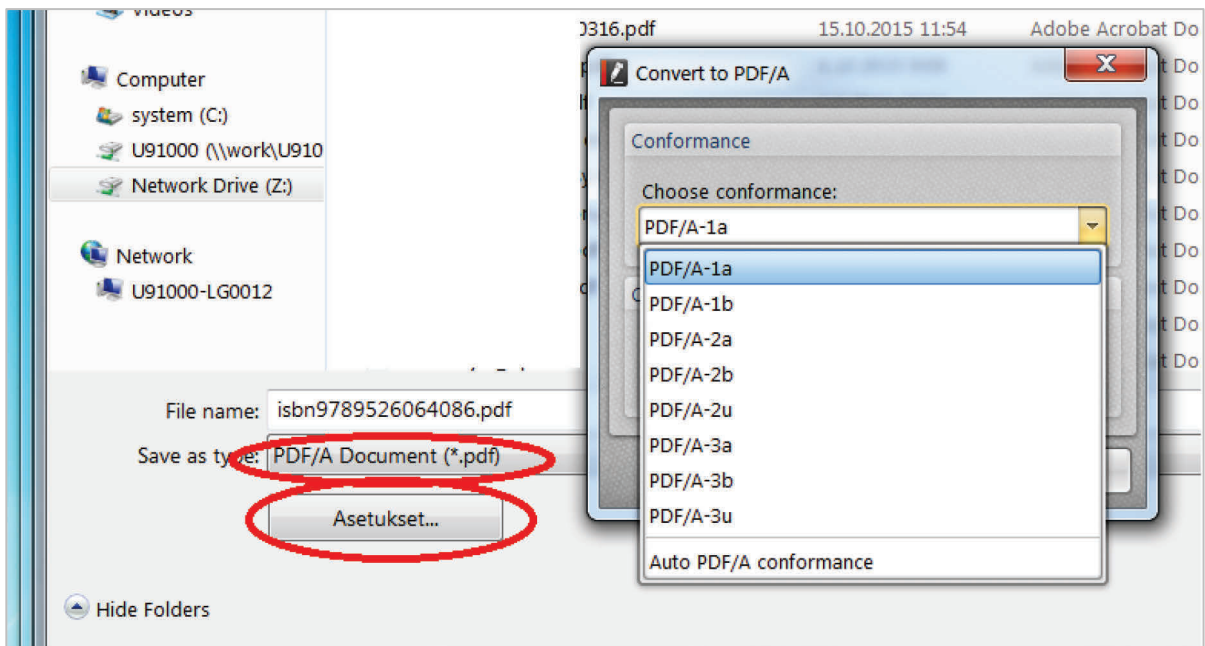 Videos
0316.pdf 15.10.2015 11:54 Adobe Acrobat Do
Convert to PDF/A
X
t Do
Computer
t Do
system (C:)
Conformance
t Do
U91000 (\\work\U910
t Do
Network Drive (Z:)
Choose conformance:
t Do
PDF/A-1a
t Do
Network
PDF/A-1a
t Do
U91000-LG0012
PDF/A-1b
t Do
PDF/A-2a
t Do
PDF/A-2b
File name: isbn9789526064086.pdf
PDF/A-2u
Save as type: PDF/A Document (*.pdf)
PDF/A-3a
PDF/A-3b
Asetukset...
PDF/A-3u
Auto PDF/A conformance
Hide Folders